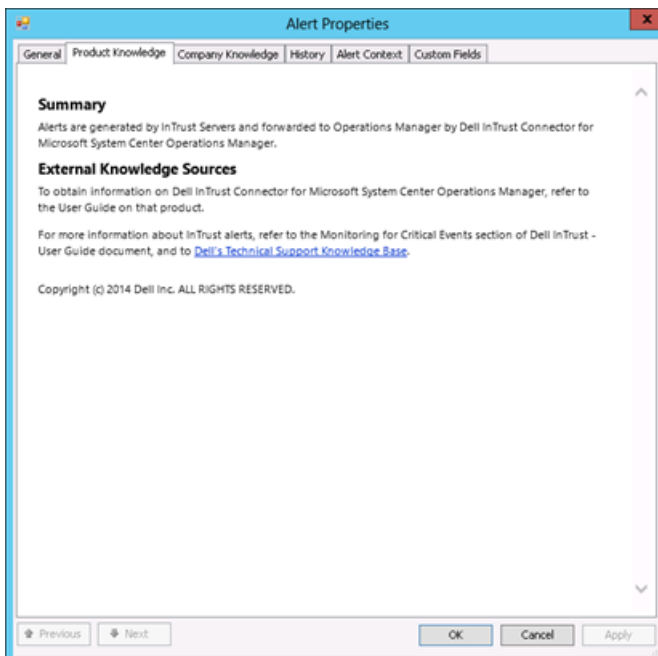 Alert Properties
x
General Product Knowledge Company Knowledge History Alert Context Custom Fields
Summary
Alerts are generated by InTrust Servers and forwarded to Operations Manager by Dell InTrust Connector for
Microsoft System Center Operations Manager.
External Knowledge Sources
To obtain information on Dell InTrust Connector for Microsoft System Center Operations Manager, refer to
the User Guide on that product.
For more information about InTrust alerts, refer to the Monitoring for Critical Events section of Dell InTrust -
User Guide document, and to Dell's Technical Support Knowledge Base.
Copyright (c) 2014 Dell Inc. ALL RIGHTS RESERVED.
Previous Next OK Cancel Apply